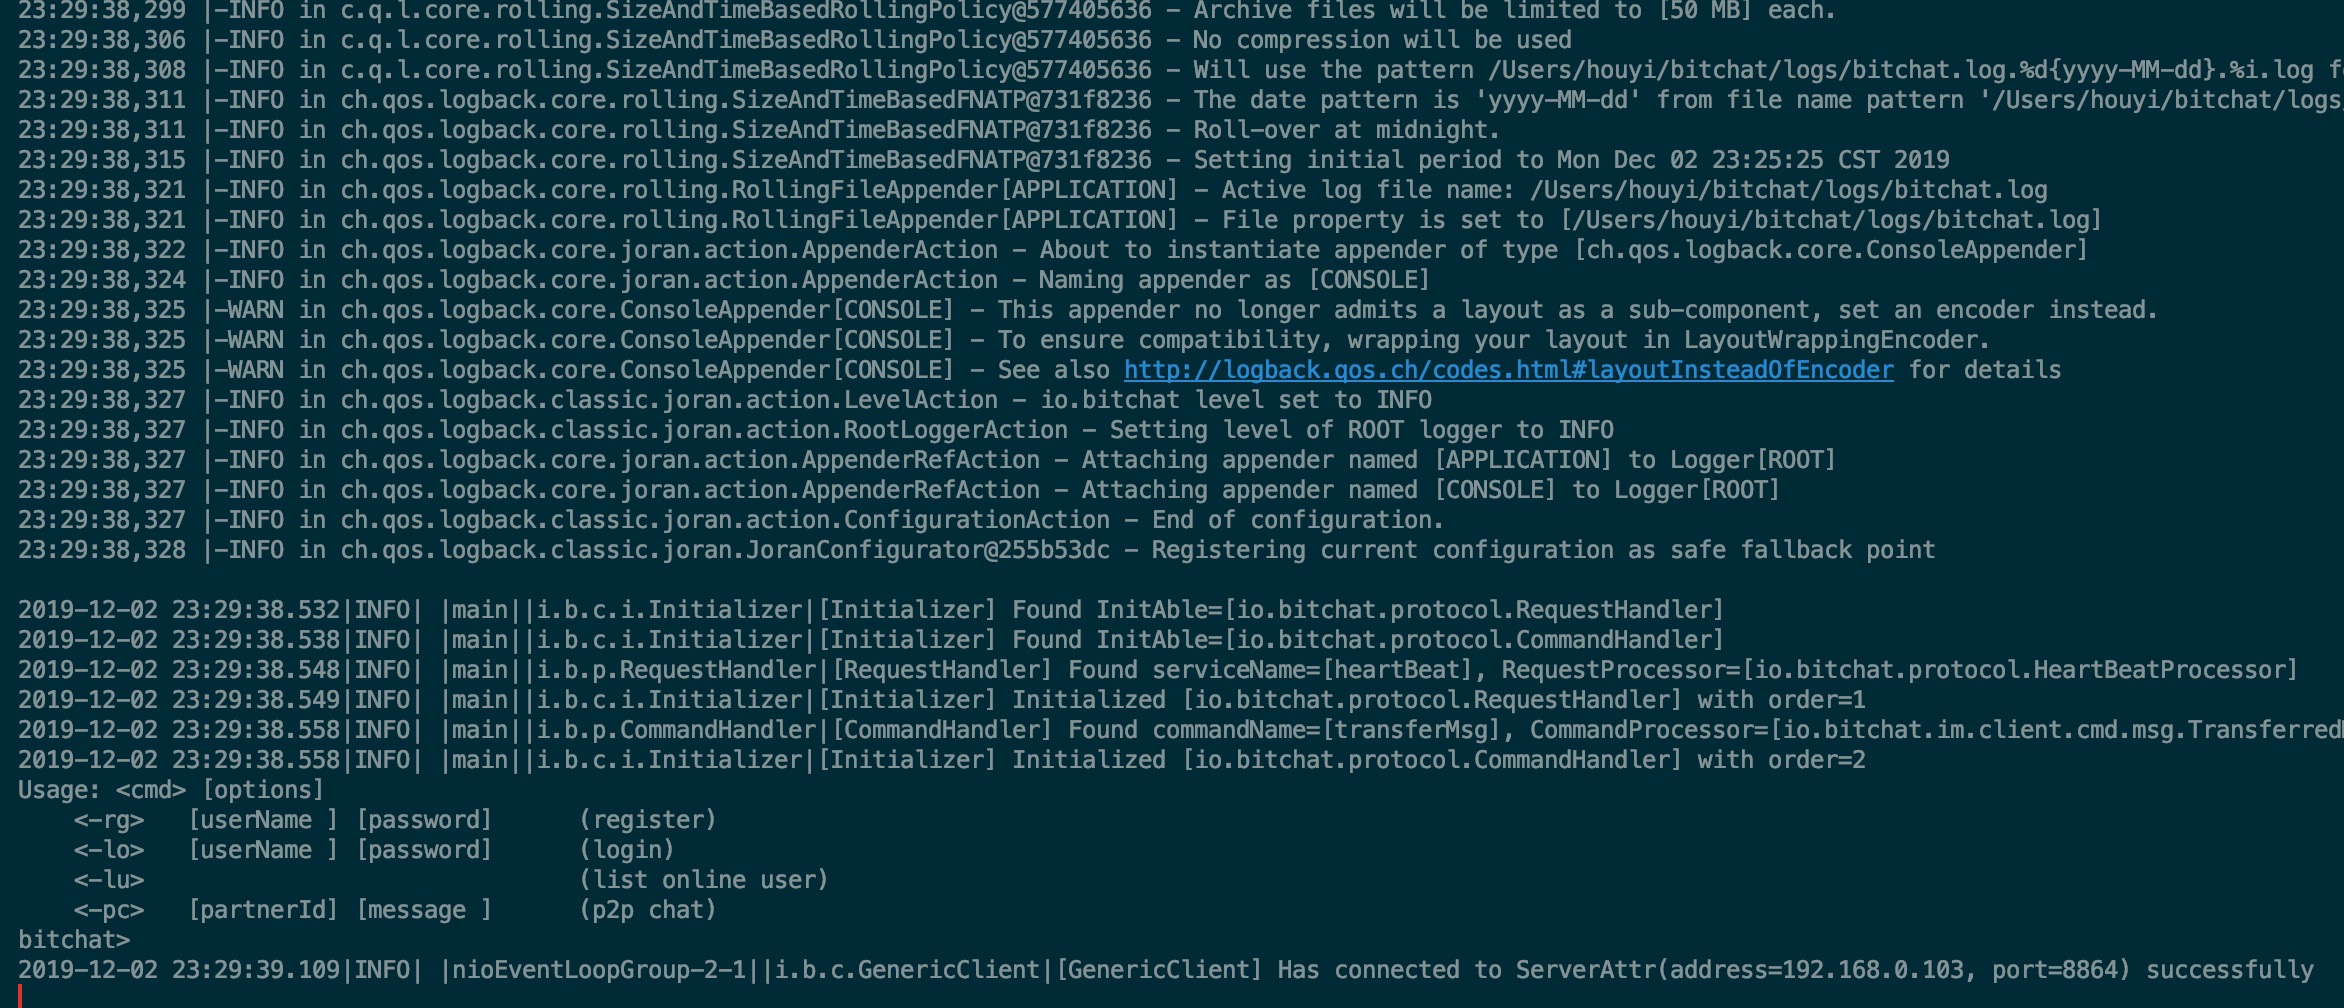 23:29:38,299 |-INFO in c.q.l.core.rolling.SizeAndTimeBasedRollingPolicy@577405636 - Archive files will be limited to [50 MB] each.
23:29:38,306 |-INFO in c.q.l.core.rolling.SizeAndTimeBasedRollingPolicy@577405636 - No compression will be used
23:29:38,308 |-INFO in c.q.l.core.rolling.SizeAndTimeBasedRollingPolicy@577405636 - Will use the pattern /Users/houyi/bitchat/logs/bitchat.log.%d{yyyy-MM-dd}.%i.log f
23:29:38,311 |-INFO in ch.qos.logback.core.rolling.SizeAndTimeBasedFNATP@731f8236 - The date pattern is 'yyyy-MM-dd' from file name pattern '/Users/houyi/bitchat/logs
23:29:38,311 |-INFO in ch.qos.logback.core.rolling.SizeAndTimeBasedFNATP@731f8236 - Roll-over at midnight.
23:29:38,315 |-INFO in ch.qos.logback.core.rolling.SizeAndTimeBasedFNATP@731f8236 - Setting initial period to Mon Dec 02 23:25:25 CST 2019
23:29:38,321 |-INFO in ch.qos.logback.core.rolling.RollingFileAppender[APPLICATION] - Active log file name: /Users/houyi/bitchat/logs/bitchat.log
23:29:38,321 |-INFO in ch.qos.logback.core.rolling.RollingFileAppender[APPLICATION] - File property is set to [/Users/houyi/bitchat/logs/bitchat.log]
23:29:38,322 |-INFO in ch.qos.logback.core.joran.action.AppenderAction - About to instantiate appender of type [ch.qos.logback.core.ConsoleAppender]
23:29:38,324 |-INFO in ch.qos.logback.core.joran.action.AppenderAction - Naming appender as [CONSOLE]
23:29:38,325 |-WARN in ch.qos.logback.core.ConsoleAppender[CONSOLE] - This appender no longer admits a layout as a sub-component, set an encoder instead.
23:29:38,325 |-WARN in ch.qos.logback.core.ConsoleAppender[CONSOLE] - To ensure compatibility, wrapping your layout in LayoutWrappingEncoder.
23:29:38,325 |-WARN in ch.qos.logback.core.ConsoleAppender[CONSOLE] - See also http://logback.qos.ch/codes.html#layoutInsteadOfEncoder for details
23:29:38,327 |-INFO in ch.qos.logback.classic.joran.action.LevelAction - io.bitchat level set to INFO
23:29:38,327 |-INFO in ch.qos.logback.classic.joran.action.RootLoggerAction - Setting level of ROOT logger to INFO
23:29:38,327 |-INFO in ch.qos.logback.core.joran.action.AppenderRefAction - Attaching appender named [APPLICATION] to Logger[ROOT]
23:29:38,327 |-INFO in ch.qos.logback.core.joran.action.AppenderRefAction - Attaching appender named [CONSOLE] to Logger[ROOT]
23:29:38,327 |-INFO in ch.qos.logback.classic.joran.action.ConfigurationAction - End of configuration.
23:29:38,328 |-INFO in ch.qos.logback.classic.joran.JoranConfigurator@255b53dc - Registering current configuration as safe fallback point
2019-12-02 23:29:38.532|INFO| |main||i.b.c.i.Initializer|[Initializer] Found InitAble=[io.bitchat.protocol.RequestHandler]
2019-12-02 23:29:38.538|INFO| |main||i.b.c.i.Initializer|[Initializer] Found InitAble=[io.bitchat.protocol.CommandHandler]
2019-12-02 23:29:38.548|INFO| |main||i.b.p.RequestHandler|[RequestHandler] Found serviceName=[heartBeat], RequestProcessor=[io.bitchat.protocol.HeartBeatProcessor]
2019-12-02 23:29:38.549|INFO| |main||i.b.c.i.Initializer|[Initializer] Initialized [io.bitchat.protocol.RequestHandler] with order=1
2019-12-02 23:29:38.558|INFO| |main||i.b.p.CommandHandler|[CommandHandler] Found commandName=[transferMsg], CommandProcessor=[io.bitchat.im.client.cmd.msg.Transferred
2019-12-02 23:29:38.558|INFO| |main||i.b.c.i.Initializer|[Initializer] Initialized [io.bitchat.protocol.CommandHandler] with order=2
Usage: <cmd> [options]
    <-rg>   [userName ] [password]      (register)
    <-lo>   [userName ] [password]      (login)
    <-lu>                               (list online user)
    <-pc>   [partnerId] [message ]      (p2p chat)
bitchat>
2019-12-02 23:29:39.109|INFO| |nioEventLoopGroup-2-1||i.b.c.GenericClient|[GenericClient] Has connected to ServerAttr(address=192.168.0.103, port=8864) successfully